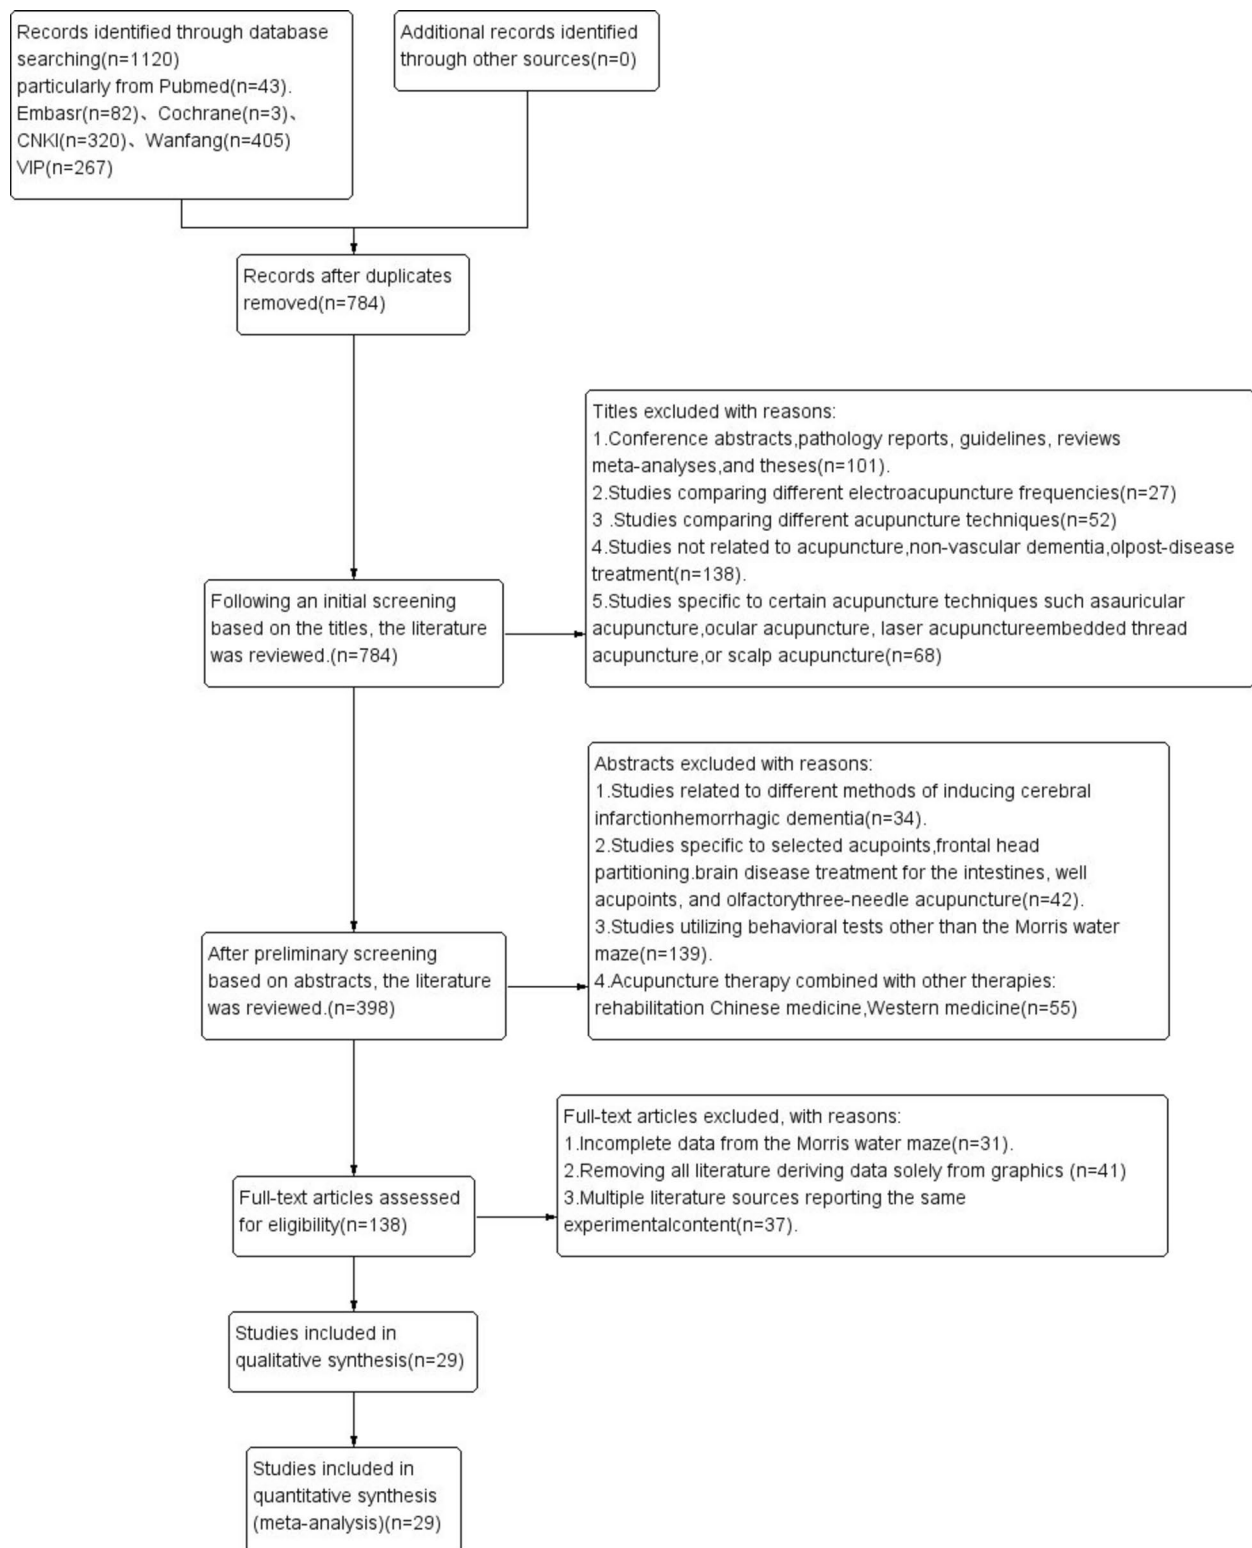 Records identified through database
searching(n=1120)
particularly from Pubmed(n=43).
Embasr(n=82)、Cochrane(n=3)、
CNKI(n=320)、Wanfang(n=405)
VIP(n=267)
Additional records identified
through other sources(n=0)
Records after duplicates
removed(n=784)
Titles excluded with reasons:
1.Conference abstracts,pathology reports, guidelines, reviews
meta-analyses,and theses(n=101).
2.Studies comparing different electroacupuncture frequencies(n=27)
3 .Studies comparing different acupuncture techniques(n=52)
4.Studies not related to acupuncture,non-vascular dementia,olpost-disease
treatment(n=138).
5.Studies specific to certain acupuncture techniques such asauricular
acupuncture,ocular acupuncture, laser acupunctureembedded thread
acupuncture,or scalp acupuncture(n=68)
Following an initial screening
based on the titles, the literature
was reviewed.(n=784)
Abstracts excluded with reasons:
1.Studies related to different methods of inducing cerebral
infarctionhemorrhagic dementia(n=34).
2.Studies specific to selected acupoints,frontal head
partitioning.brain disease treatment for the intestines, well
acupoints, and olfactorythree-needle acupuncture(n=42).
3.Studies utilizing behavioral tests other than the Morris water
maze(n=139).
4.Acupuncture therapy combined with other therapies:
rehabilitation Chinese medicine,Western medicine(n=55)
After preliminary screening
based on abstracts, the literature
was reviewed.(n=398)
Full-text articles excluded, with reasons:
1.Incomplete data from the Morris water maze(n=31).
2.Removing all literature deriving data solely from graphics (n=41)
3.Multiple literature sources reporting the same
experimentalcontent(n=37).
Full-text articles assessed
for eligibility(n=138)
Studies included in
qualitative synthesis(n=29)
Studies included in
quantitative synthesis
(meta-analysis)(n=29)